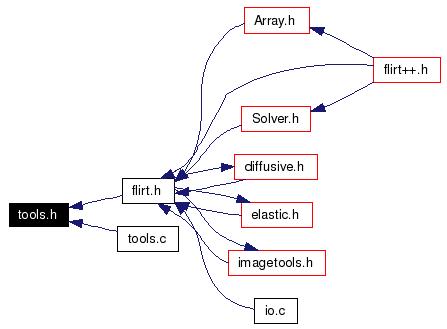 Array.h
flirt++.h
Solver.h
diffusive.h
flirt.h
tools.h
elastic.h
tools.c
imagetools.h
io.c